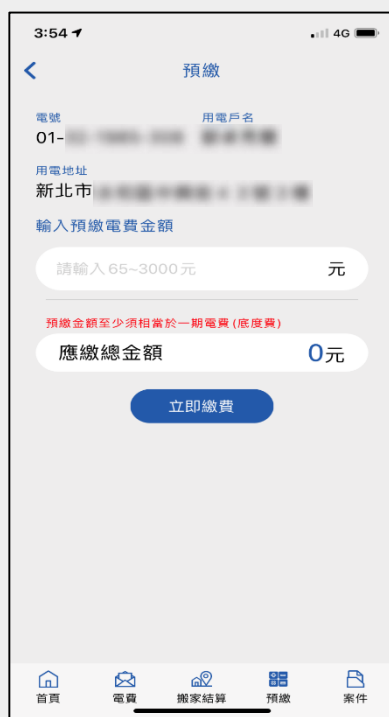 3:54
4G
預繳
電號
用電戶名
01-
用電地址
新北市
輸入預繳電費金額
請輸入65~3000元
元
預繳金額至少須相當於一期電費(底度費)
應繳總金額
0元
立即繳費
首頁
電費
搬家結算
預繳
案件